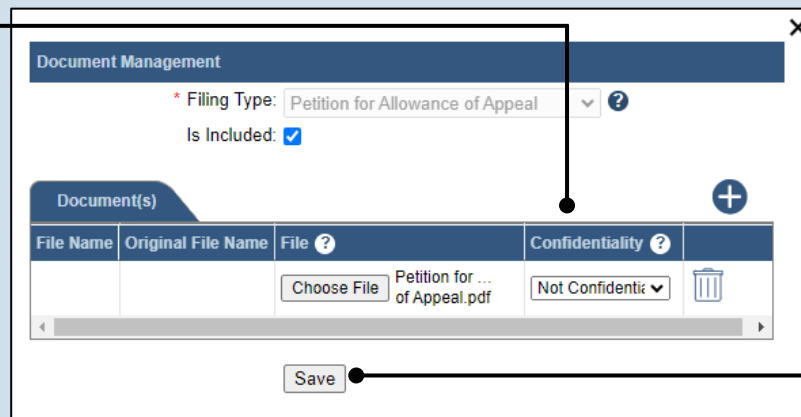 Document Management
* Filing Type: Petition for Allowance of Appeal
Is Included:
Document(s)
File Name Original File Name File Confidentiality
Choose File Petition for ... of Appeal.pdf Not Confidentia
Save